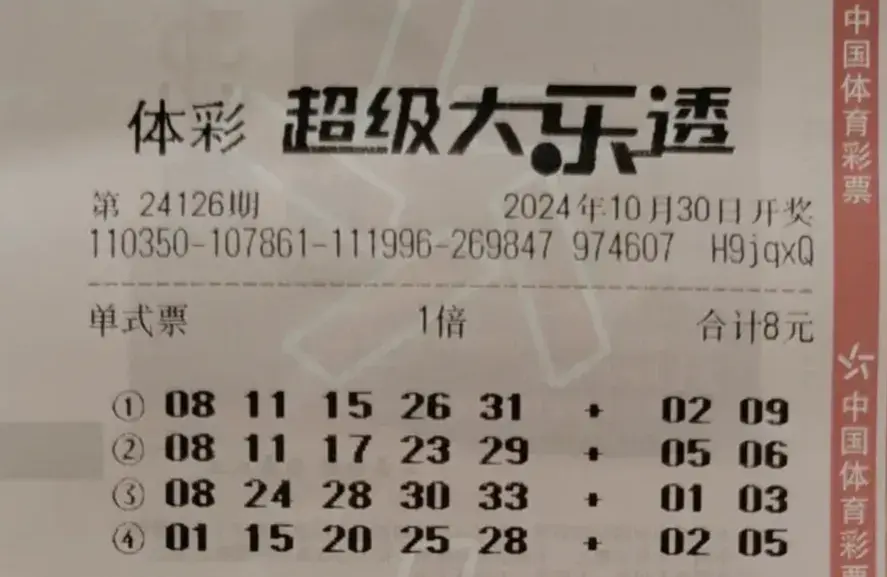 体彩 超级大乐透
第 24126期 2024年10月30日开奖
110350-107861-111996-269847 974607 H9jqxQ
单式票 1倍 合计8元
① 08 11 15 26 31 + 02 09
② 08 11 17 23 29 + 05 06
③ 08 24 28 30 33 + 01 03
④ 01 15 20 25 28 + 02 05
中国体育彩票
中国体育彩票